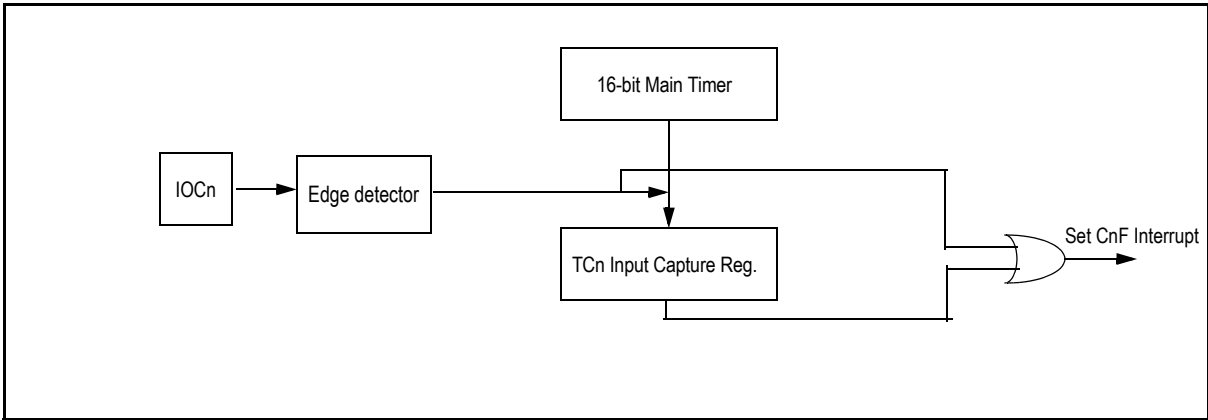 16-bit Main Timer
IOCn
Edge detector
TCn Input Capture Reg.
Set CnF Interrupt